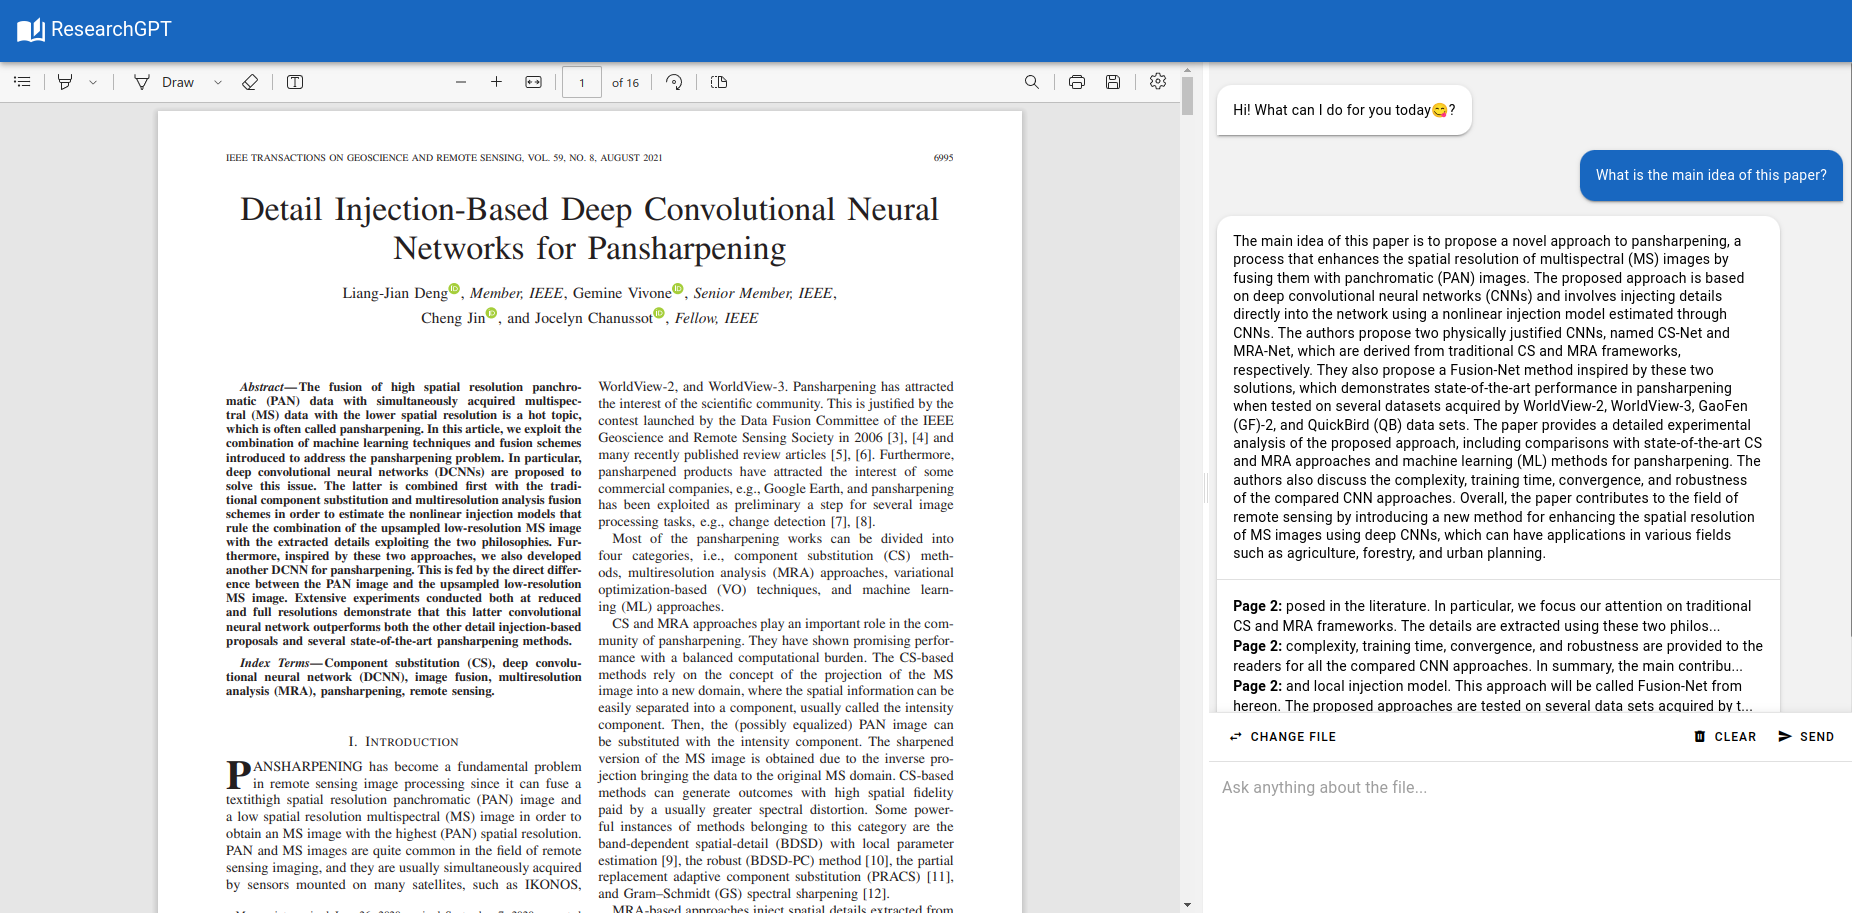 ResearchGPT
Draw
1 of 16
IEEE TRANSACTIONS ON GEOSCIENCE AND REMOTE SENSING, VOL. 59, NO. 8, AUGUST 2021 6995
Detail Injection-Based Deep Convolutional Neural
Networks for Pansharpening
Liang-Jian Deng, Member, IEEE, Gemine Vivone, Senior Member, IEEE,
Cheng Jin, and Jocelyn Chanussot, Fellow, IEEE
Abstract—The fusion of high spatial resolution panchro-
matic (PAN) data with simultaneously acquired multispec-
tral (MS) data with the lower spatial resolution is a hot topic,
which is often called pansharpening. In this article, we exploit the
combination of machine learning techniques and fusion schemes
introduced to address the pansharpening problem. In particular,
deep convolutional neural networks (DCNNs) are proposed to
solve this issue. The latter is combined first with the tradi-
tional component substitution and multiresolution analysis fusion
schemes in order to estimate the nonlinear injection models that
rule the combination of the upsampled low-resolution MS image
with the extracted details exploiting the two philosophies. Fur-
thermore, inspired by these two approaches, we also developed
another DCNN for pansharpening. This is fed by the direct differ-
ence between the PAN image and the upsampled low-resolution
MS image. Extensive experiments conducted both at reduced
and full resolutions demonstrate that this latter convolutional
neural network outperforms both the other detail injection-based
proposals and several state-of-the-art pansharpening methods.
Index Terms—Component substitution (CS), deep convolu-
tional neural network (DCNN), image fusion, multiresolution
analysis (MRA), pansharpening, remote sensing.
I. INTRODUCTION
PANSHARPENING has become a fundamental problem
in remote sensing image processing since it can fuse a
textithigh spatial resolution panchromatic (PAN) image and
a low spatial resolution multispectral (MS) image in order to
obtain an MS image with the highest (PAN) spatial resolution.
PAN and MS images are quite common in the field of remote
sensing imaging, and they are usually simultaneously acquired
by sensors mounted on many satellites, such as IKONOS,
WorldView-2, and WorldView-3. Pansharpening has attracted
the interest of the scientific community. This is justified by the
contest launched by the Data Fusion Committee of the IEEE
Geoscience and Remote Sensing Society in 2006 [3], [4] and
many recently published review articles [5], [6]. Furthermore,
pansharpened products have attracted the interest of some
commercial companies, e.g., Google Earth, and pansharpening
has been exploited as preliminary a step for several image
processing tasks, e.g., change detection [7], [8].
Most of the pansharpening works can be divided into
four categories, i.e., component substitution (CS) meth-
ods, multiresolution analysis (MRA) approaches, variational
optimization-based (VO) techniques, and machine learn-
ing (ML) approaches.
CS and MRA approaches play an important role in the com-
munity of pansharpening. They have shown promising perfor-
mance with a balanced computational burden. The CS-based
methods rely on the concept of the projection of the MS
image into a new domain, where the spatial information can be
easily separated into a component, usually called the intensity
component. Then, the (possibly equalized) PAN image can
be substituted with the intensity component. The sharpened
version of the MS image is obtained due to the inverse pro-
jection bringing the data to the original MS domain. CS-based
methods can generate outcomes with high spatial fidelity
paid by a usually greater spectral distortion. Some power-
ful instances of methods belonging to this category are the
band-dependent spatial-detail (BDSD) with local parameter
estimation [9], the robust (BDSD-PC) method [10], the partial
replacement adaptive component substitution (PRACS) [11],
and Gram–Schmidt (GS) spectral sharpening [12].
MRA-based approaches inject spatial details extracted from
Hi! What can I do for you today😋?
What is the main idea of this paper?
The main idea of this paper is to propose a novel approach to pansharpening, a
process that enhances the spatial resolution of multispectral (MS) images by
fusing them with panchromatic (PAN) images. The proposed approach is based
on deep convolutional neural networks (CNNs) and involves injecting details
directly into the network using a nonlinear injection model estimated through
CNNs. The authors propose two physically justified CNNs, named CS-Net and
MRA-Net, which are derived from traditional CS and MRA frameworks,
respectively. They also propose a Fusion-Net method inspired by these two
solutions, which demonstrates state-of-the-art performance in pansharpening
when tested on several datasets acquired by WorldView-2, WorldView-3, GaoFen
(GF)-2, and QuickBird (QB) data sets. The paper provides a detailed experimental
analysis of the proposed approach, including comparisons with state-of-the-art CS
and MRA approaches and machine learning (ML) methods for pansharpening. The
authors also discuss the complexity, training time, convergence, and robustness
of the compared CNN approaches. Overall, the paper contributes to the field of
remote sensing by introducing a new method for enhancing the spatial resolution
of MS images using deep CNNs, which can have applications in various fields
such as agriculture, forestry, and urban planning.
Page 2: posed in the literature. In particular, we focus our attention on traditional
CS and MRA frameworks. The details are extracted using these two philos...
Page 2: complexity, training time, convergence, and robustness are provided to the
readers for all the compared CNN approaches. In summary, the main contribu...
Page 2: and local injection model. This approach will be called Fusion-Net from
hereon. The proposed approaches are tested on several data sets acquired by t...
CHANGE FILE CLEAR SEND
Ask anything about the file...